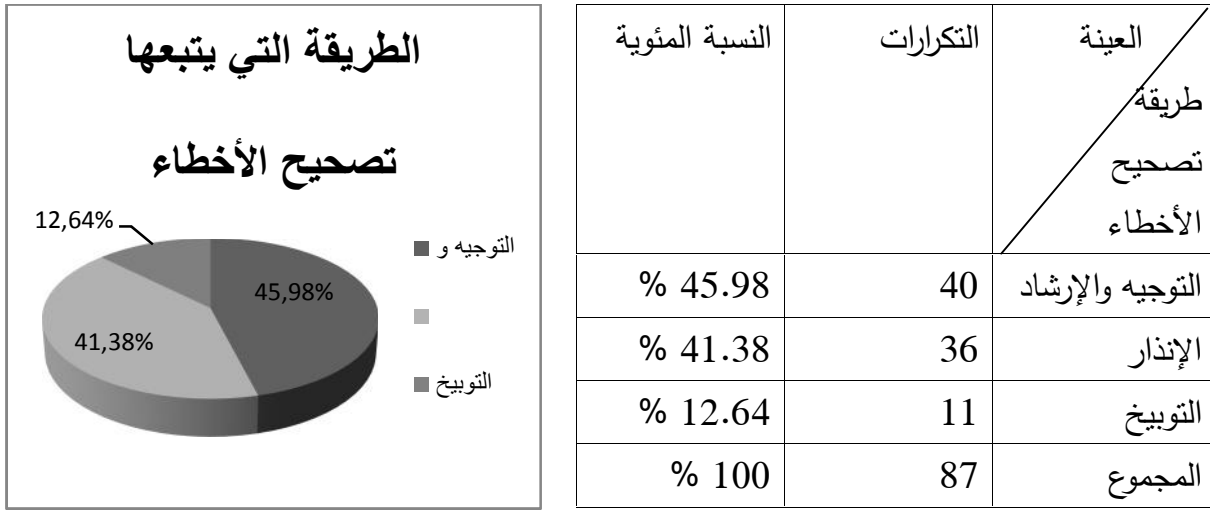 الطريقة التي يتبعها
تصحيح الأخطاء
12,64%
45,98%
41,38%
التوجيه و
التوبيخ
العينة التكرارات النسبة المئوية
طريقة
تصحيح
الأخطاء
التوجيه والإرشاد 40 45.98 %
الإنذار 36 41.38 %
التوبيخ 11 12.64 %
المجموع 87 100 %